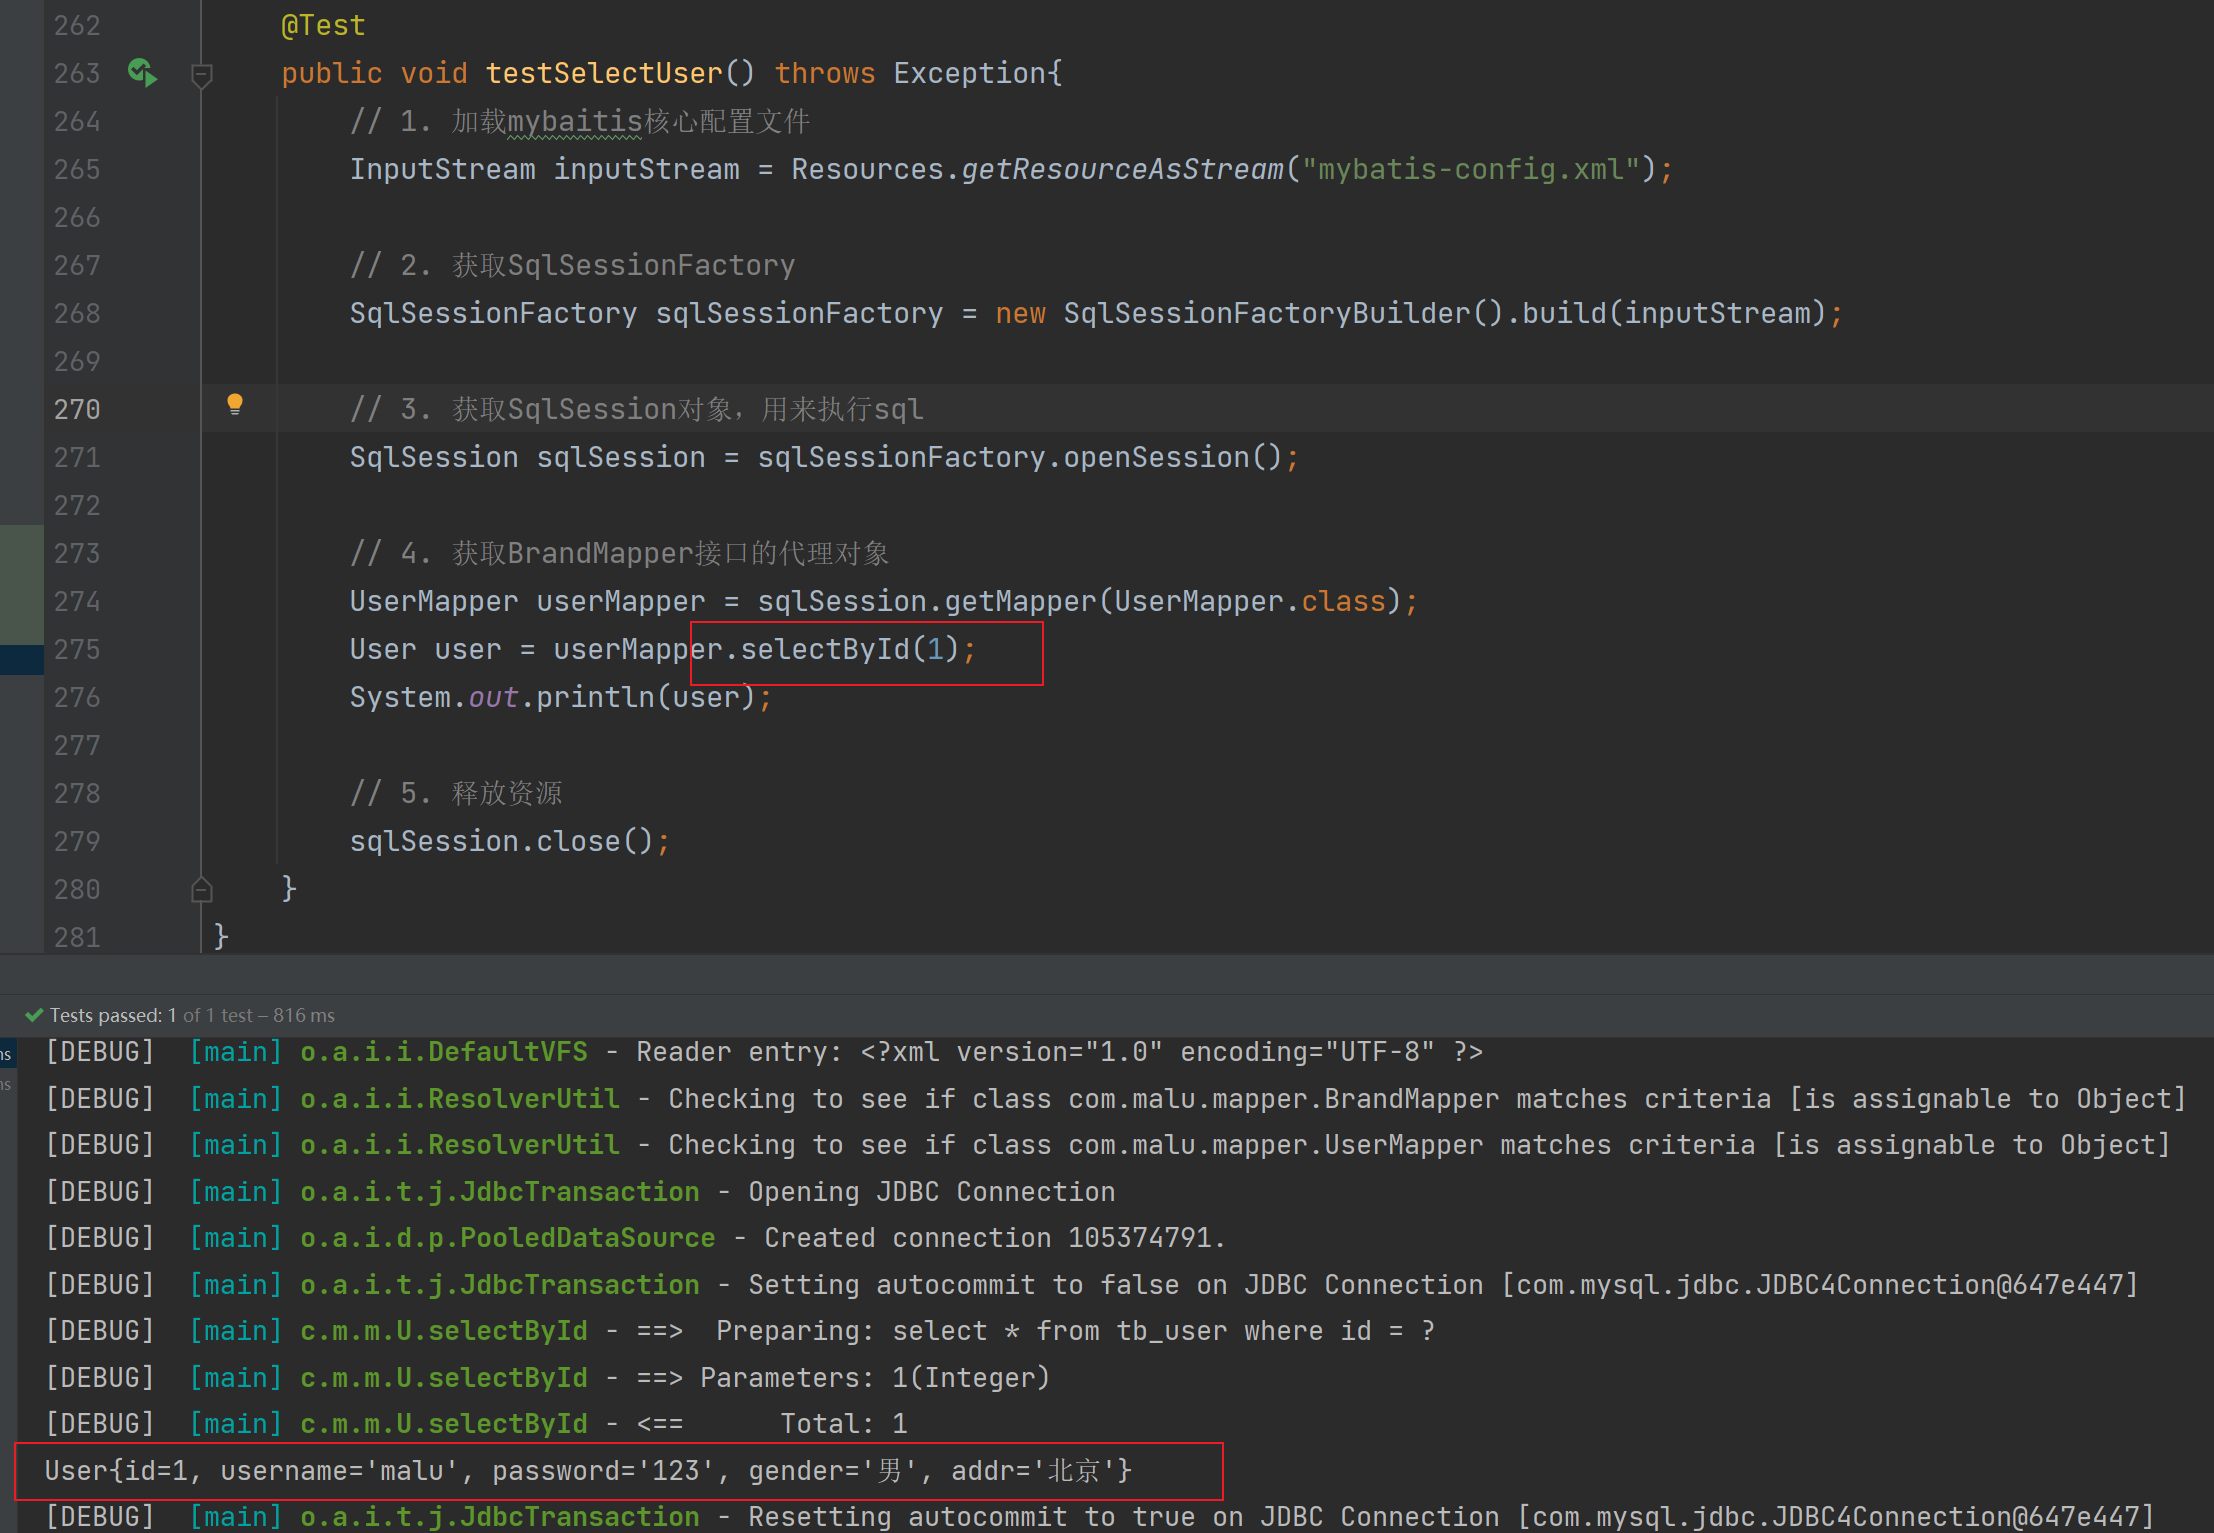 262 @Test
263 public void testSelectUser() throws Exception{
264 // 1. 加载mybaitis核心配置文件
265 InputStream inputStream = Resources.getResourceAsStream("mybatis-config.xml");
266
267 // 2. 获取SqlSessionFactory
268 SqlSessionFactory sqlSessionFactory = new SqlSessionFactoryBuilder().build(inputStream);
269
270 // 3. 获取SqlSession对象，用来执行sql
271 SqlSession sqlSession = sqlSessionFactory.openSession();
272
273 // 4. 获取BrandMapper接口的代理对象
274 UserMapper userMapper = sqlSession.getMapper(UserMapper.class);
275 User user = userMapper.selectById(1);
276 System.out.println(user);
277
278 // 5. 释放资源
279 sqlSession.close();
280 }
281 }
Tests passed: 1 of 1 test – 816 ms
ms [DEBUG] [main] o.a.i.i.DefaultVFS - Reader entry: <?xml version="1.0" encoding="UTF-8" ?>
ms [DEBUG] [main] o.a.i.i.ResolverUtil - Checking to see if class com.malu.mapper.BrandMapper matches criteria [is assignable to Object]
[DEBUG] [main] o.a.i.i.ResolverUtil - Checking to see if class com.malu.mapper.UserMapper matches criteria [is assignable to Object]
[DEBUG] [main] o.a.i.t.j.JdbcTransaction - Opening JDBC Connection
[DEBUG] [main] o.a.i.d.p.PooledDataSource - Created connection 105374791.
[DEBUG] [main] o.a.i.t.j.JdbcTransaction - Setting autocommit to false on JDBC Connection [com.mysql.jdbc.JDBC4Connection@647e447]
[DEBUG] [main] c.m.m.U.selectById - ==>  Preparing: select * from tb_user where id = ?
[DEBUG] [main] c.m.m.U.selectById - ==> Parameters: 1(Integer)
[DEBUG] [main] c.m.m.U.selectById - <==      Total: 1
User{id=1, username='malu', password='123', gender='男', addr='北京'}
[DEBUG] [main] o.a.i.t.j.JdbcTransaction - Resetting autocommit to true on JDBC Connection [com.mysql.jdbc.JDBC4Connection@647e447]